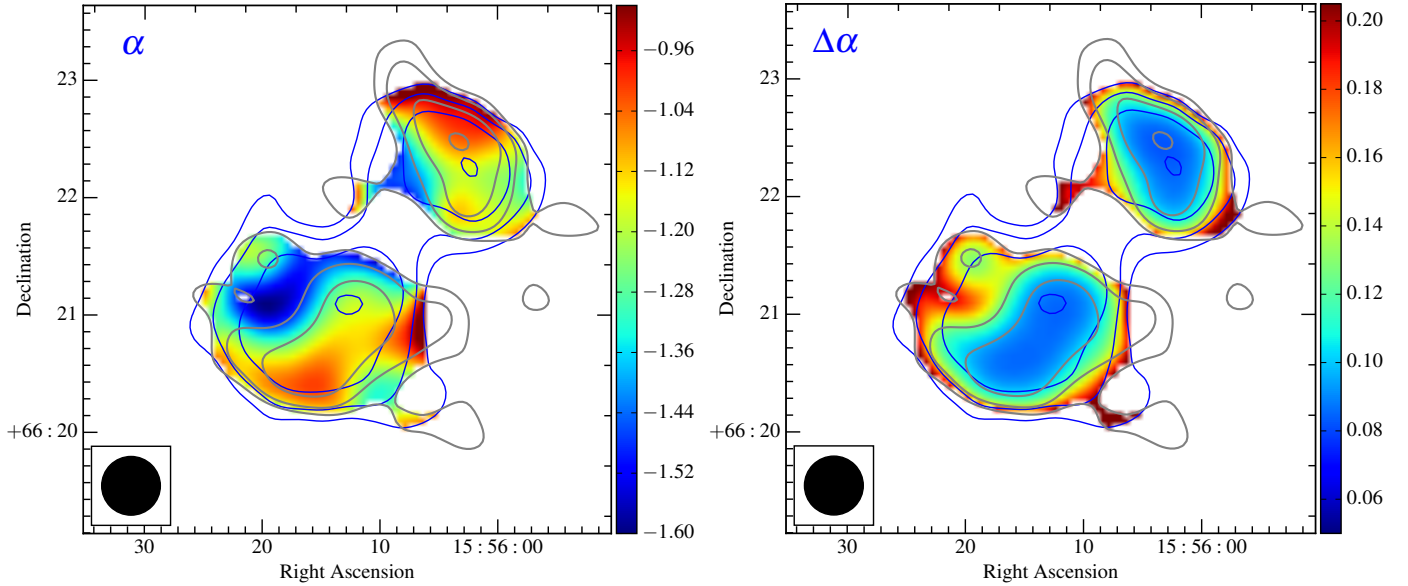 α
23
22
21
+66 : 20
Declination
30
20
10
15 : 56 : 00
Right Ascension
−0.96
−1.04
−1.12
−1.20
−1.28
−1.36
−1.44
−1.52
−1.60
Δα
23
22
21
+66 : 20
Declination
30
20
10
15 : 56 : 00
Right Ascension
0.20
0.18
0.16
0.14
0.12
0.10
0.08
0.06